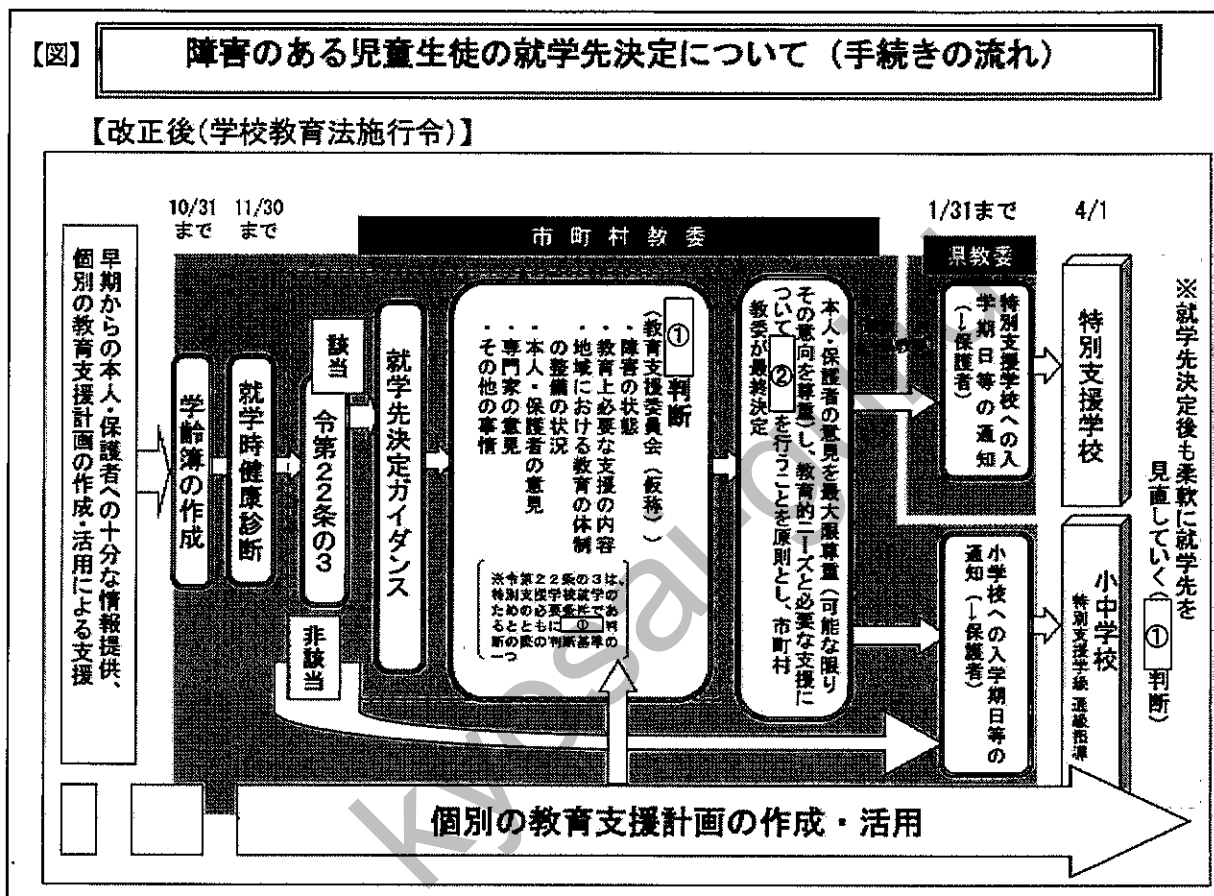 【図】
障害のある児童生徒の就学先決定について（手続きの流れ）
【改正後（学校教育法施行令）】
早期からの本人・保護者への十分な情報提供、
個別の教育支援計画の作成・活用による支援
10/31
まで
11/30
まで
市町村教委
1/31まで
4/1
県教委
学齢簿の作成
就学時健康診断
該当
令第22条の3
非該当
就学先決定ガイダンス
① 判断
（教育支援委員会（仮称））
・障害の状態
・教育上必要な支援の内容
・地域における教育の体制
の整備の状況
・本人・保護者の意見
・専門家の意見
・その他の事情
※令第22条の3は、
特別支援学校のあ
たるめの必要条件で
断とのもに① 判
一つ
本人・保護者の意見を最大限尊重（可能な限り
その意向を尊重）し、教育的ニーズと必要な支援に
ついて ② を行うことを原則とし、市町村
教委が最終決定
特別支援学校への入
学期日等の通知
（→保護者）
小学校への入学期日等の
通知（→保護者）
特別支援学校
小中学校
特別支援学級 通級指導
※就学先決定後も柔軟に就学先を
見直していく（ ① 判断）
個別の教育支援計画の作成・活用
kyosai-goir